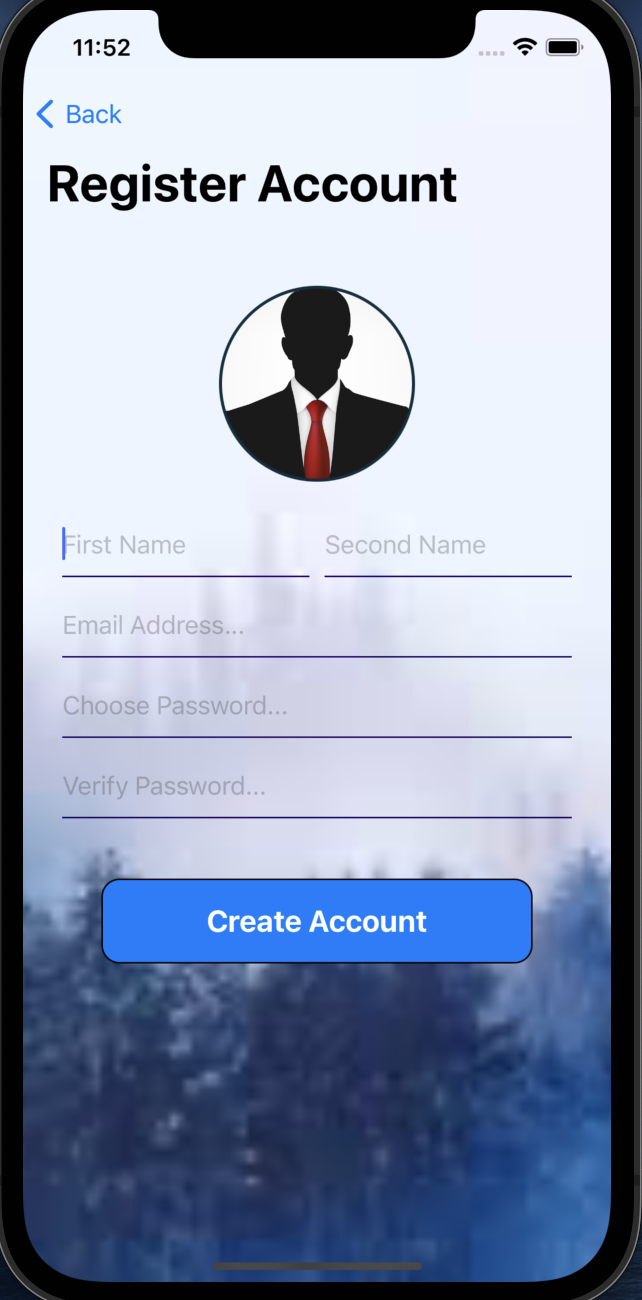 11:52
Back
Register Account
First Name Second Name
Email Address...
Choose Password...
Verify Password...
Create Account